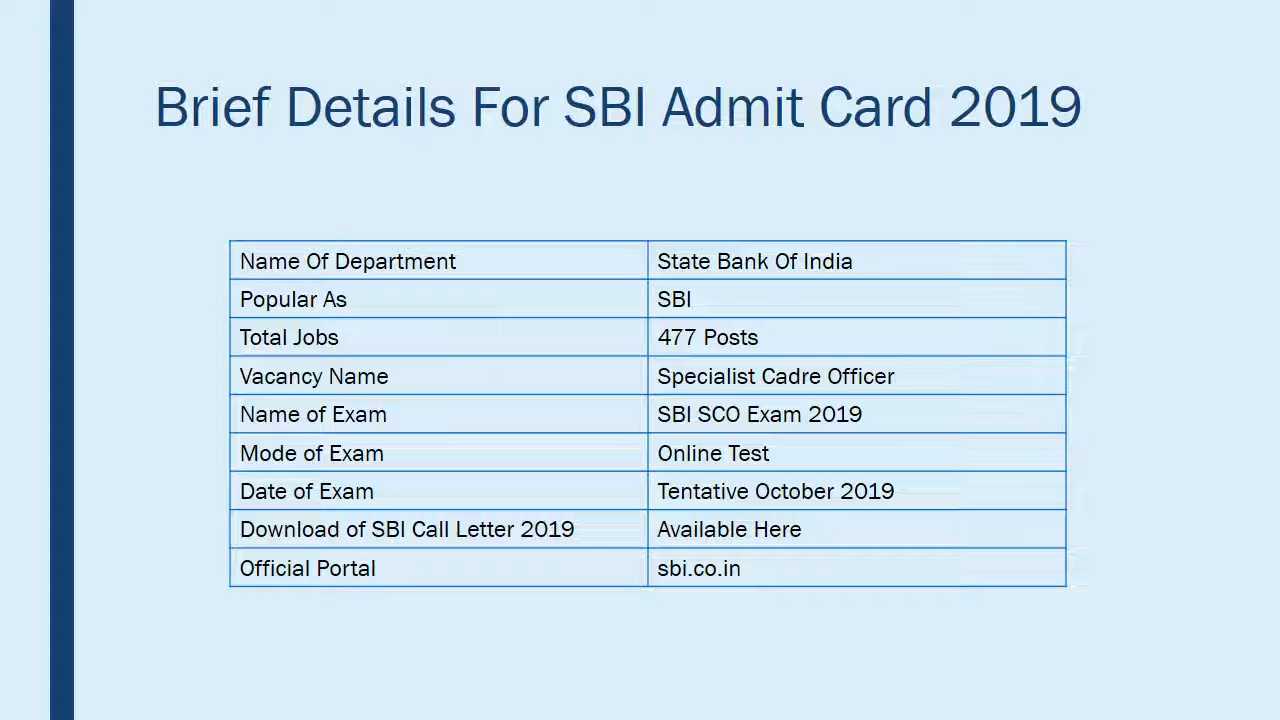 Brief Details For SBI Admit Card 2019
Name Of Department State Bank Of India
Popular As SBI
Total Jobs 477 Posts
Vacancy Name Specialist Cadre Officer
Name of Exam SBI SCO Exam 2019
Mode of Exam Online Test
Date of Exam Tentative October 2019
Download of SBI Call Letter 2019 Available Here
Official Portal sbi.co.in